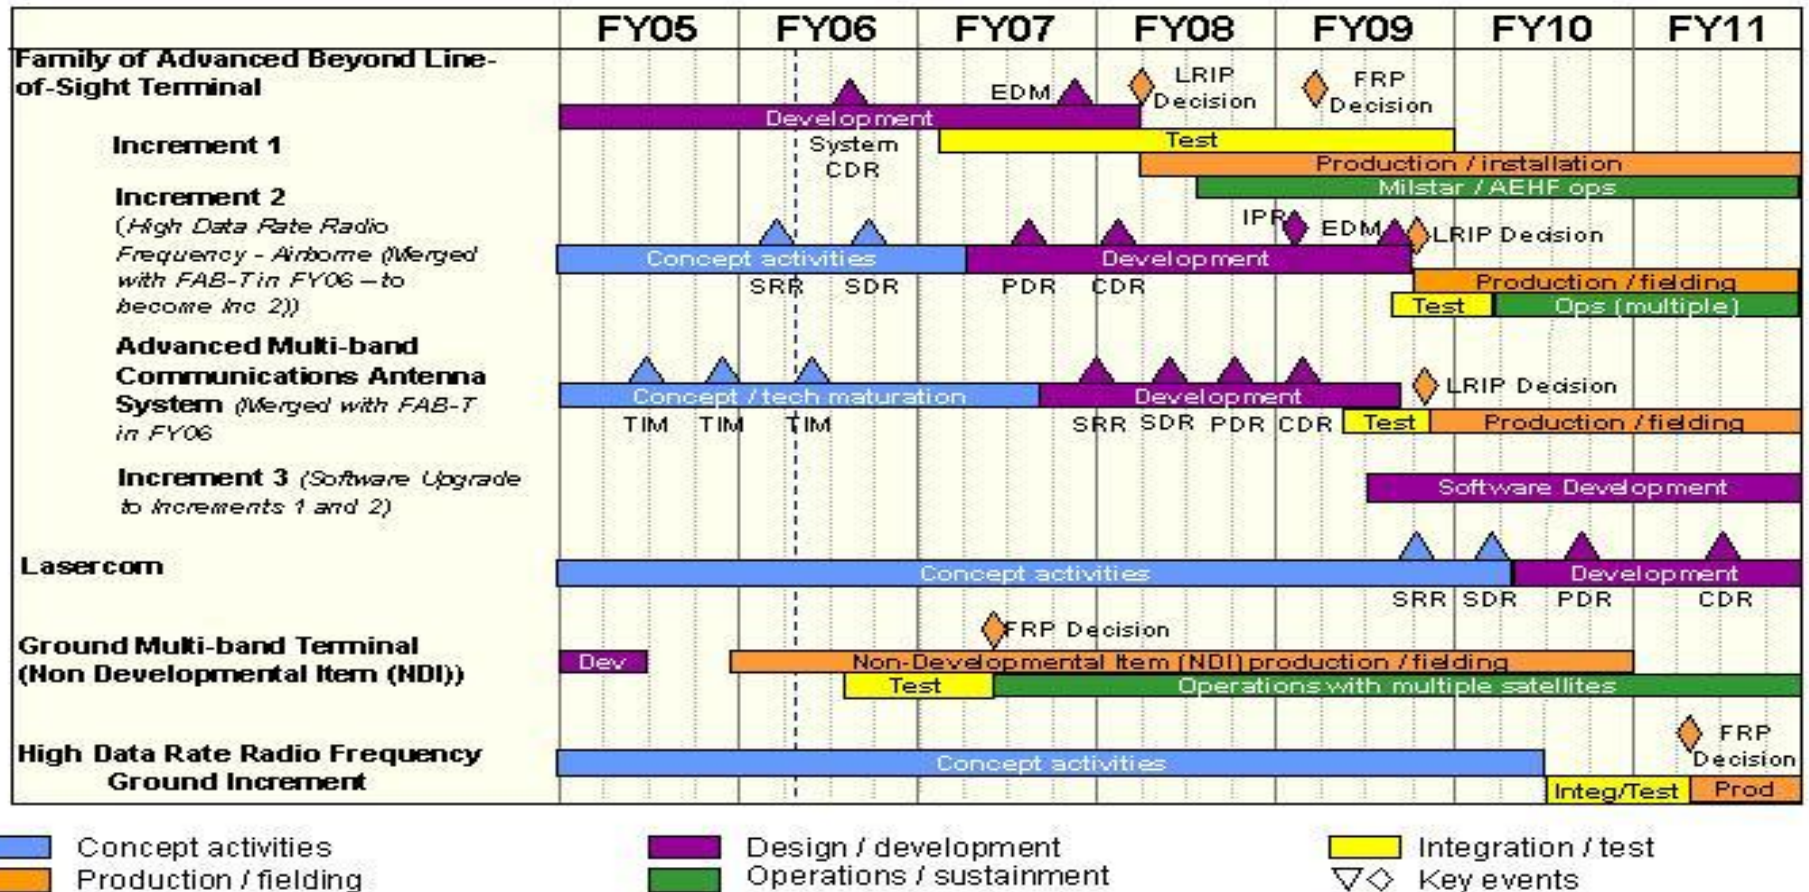 FY05 FY06 FY07 FY08 FY09 FY10 FY11
Family of Advanced Beyond Line-
of-Sight Terminal
EDM
LRIP
Decision
FRP
Decision
Development
System
CDR
Increment 1
Test
Production / installation
Milstar / AEHF ops
Increment 2
(High Data Rate Radio
Frequency - Airborne (Merged
with FAB-T in FY06 – to
become Inc 2))
IPR
EDM
LRIP Decision
Concept activities
Development
SRR SDR PDR CDR
Production / fielding
Test
Ops (multiple)
Advanced Multi-band
Communications Antenna
System (Merged with FAB-T
in FY06
LRIP Decision
Concept / tech maturation
Development
TIM TIM TIM SRR SDR PDR CDR
Test
Production / fielding
Increment 3 (Software Upgrade
to Increments 1 and 2)
Software Development
Lasercom
Concept activities
Development
SRR SDR PDR CDR
Ground Multi-band Terminal
(Non Developmental Item (NDI))
FRP Decision
Dev
Non-Developmental Item (NDI) production / fielding
Test
Operations with multiple satellites
High Data Rate Radio Frequency
Ground Increment
FRP
Decision
Concept activities
Integ/Test
Prod
Concept activities
Design / development
Integration / test
Production / fielding
Operations / sustainment
Key events